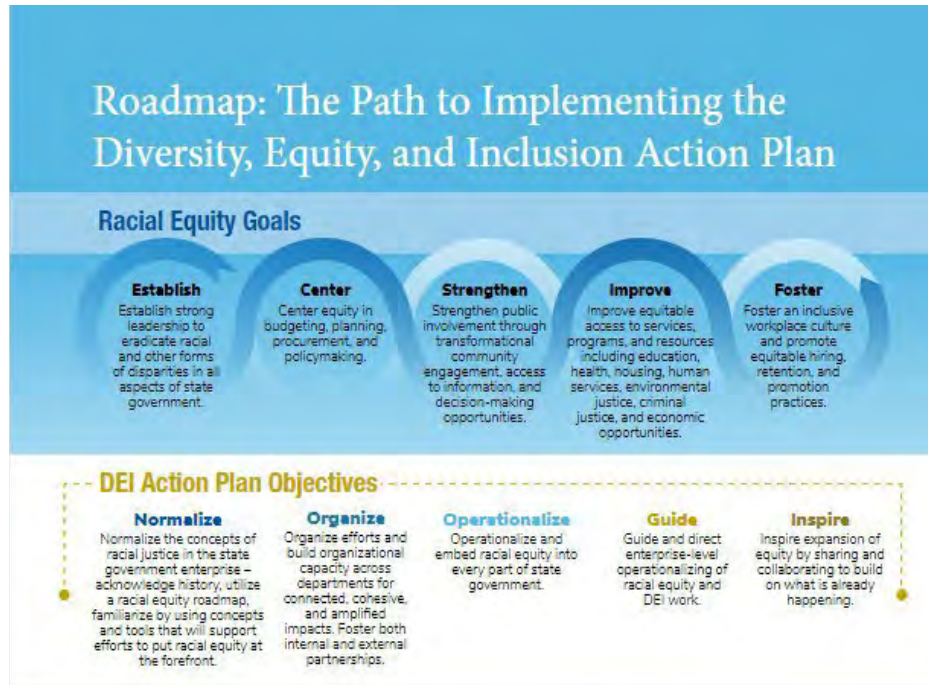 Roadmap: The Path to Implementing the
Diversity, Equity, and Inclusion Action Plan
Racial Equity Goals
Establish
Establish strong
leadership to
eradicate racial
and other forms
of disparities in all
aspects of state
government.
Center
Center equity in
budgeting, planning,
procurement, and
policymaking.
Strengthen
Strengthen public
involvement through
transformational
community
engagement, access
to information, and
decision-making
opportunities.
Improve
Improve equitable
access to services,
programs, and resources
including education,
health, housing, human
services, environmental
justice, criminal
justice, and economic
opportunities.
Foster
Foster an inclusive
workplace culture
and promote
equitable hiring,
retention, and
promotion
practices.
DEI Action Plan Objectives
Normalize
Normalize the concepts of
racial justice in the state
government enterprise –
acknowledge history, utilize
a racial equity roadmap,
familiarize by using concepts
and tools that will support
efforts to put racial equity at
the forefront.
Organize
Organize efforts and
build organizational
capacity across
departments for
connected, cohesive,
and amplified
impacts. Foster both
internal and external
partnerships.
Operationalize
Operationalize and
embed racial equity into
every part of state
government.
Guide
Guide and direct
enterprise-level
operationalizing of
racial equity and
DEI work.
Inspire
Inspire expansion of
equity by sharing and
collaborating to build
on what is already
happening.